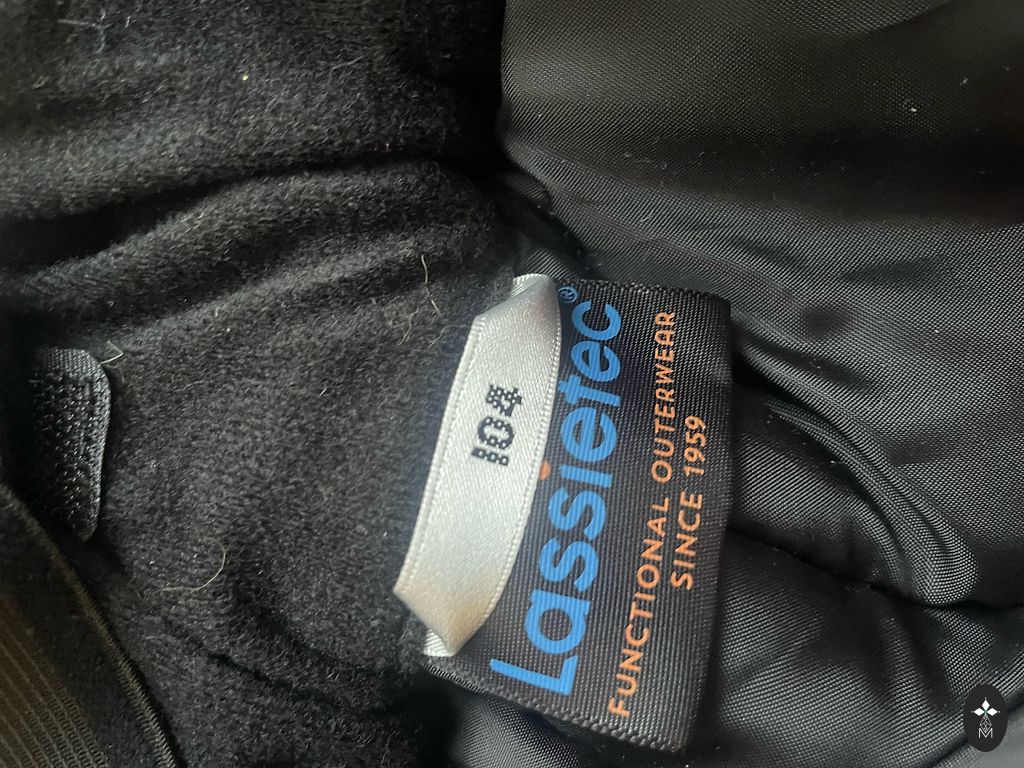 104
Lassietec®
FUNCTIONAL OUTERWEAR
SINCE 1959
M